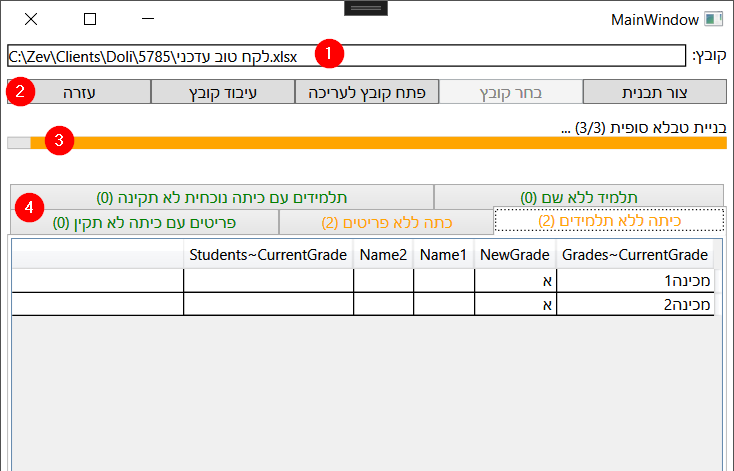 MainWindow
קובץ: C:\Zev\Clients\Doli\5785\לקח טוב עדכני.xlsx 1
צור תבנית בחר קובץ פתח קובץ לעריכה עיבוד קובץ עזרה 2
בניית טבלא סופית (3/3) ...
3
תלמיד ללא שם (0) תלמידים עם כיתה נוכחית לא תקינה (0)
4
כיתה ללא תלמידים (2) כתה ללא פריטים (2) פריטים עם כיתה לא תקין (0)
Grades~CurrentGrade NewGrade Name1 Name2 Students~CurrentGrade
מכינה1 א
מכינה2 א